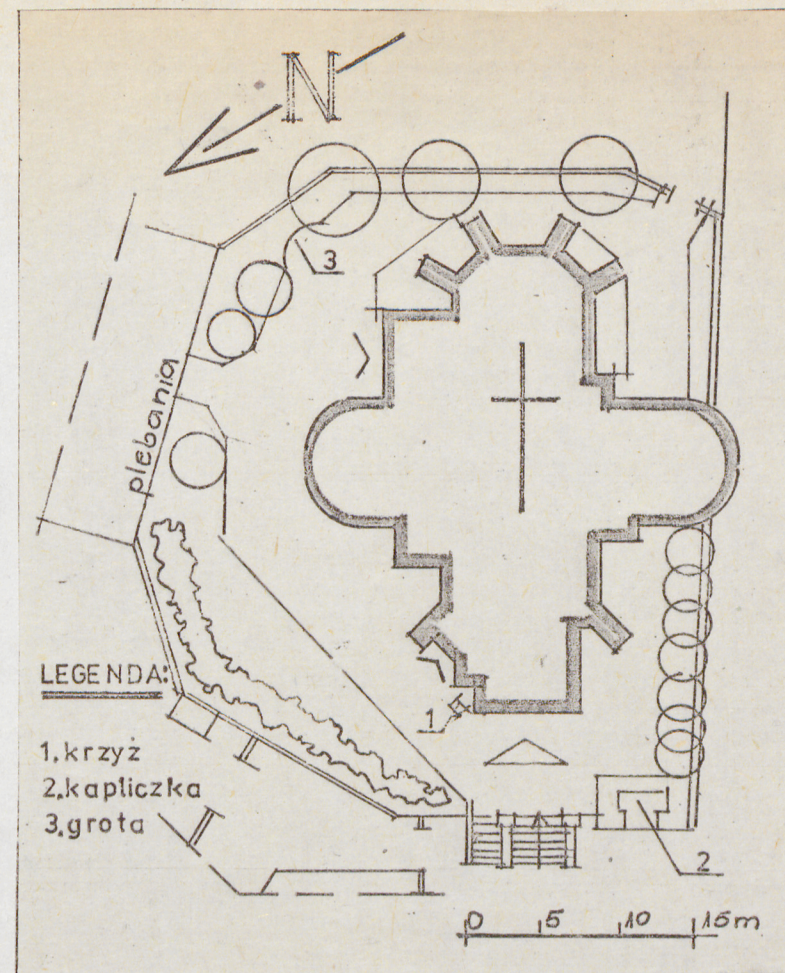 N
3
plebania
LEGENDA:
1.krzyż
2.kapliczka
3.grota
1
2
0 5 10 15m